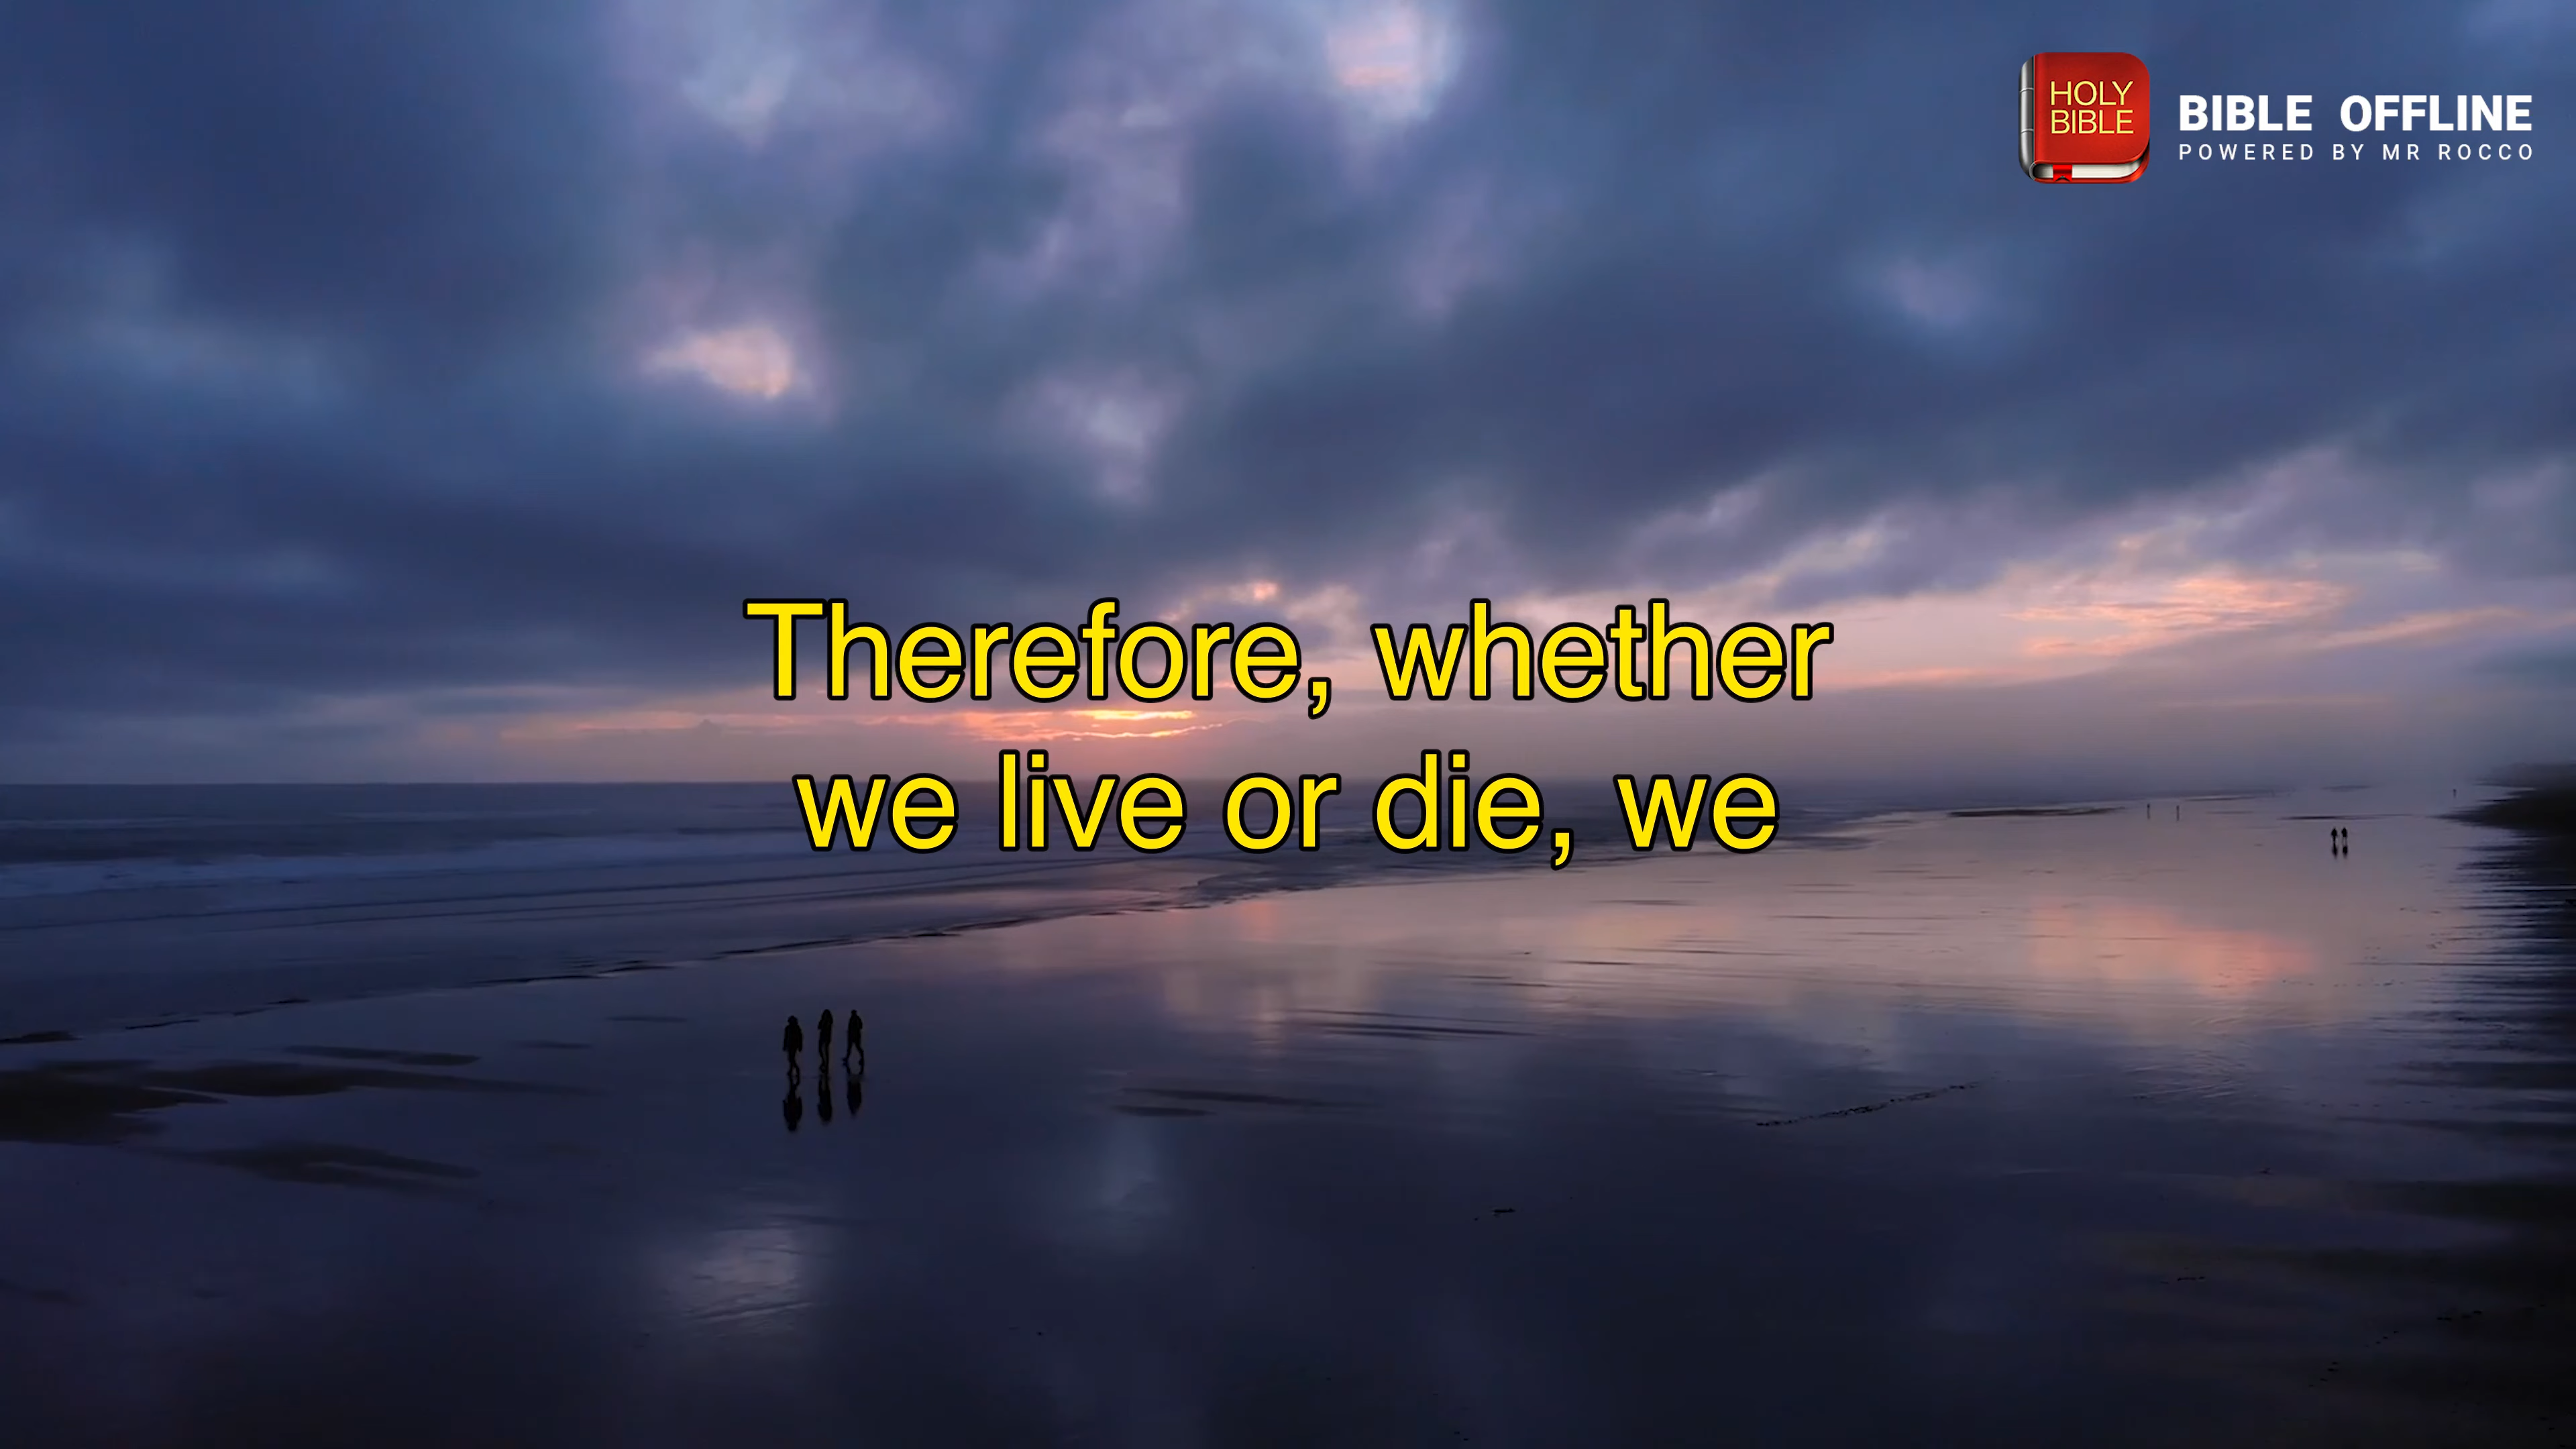 HOLY
BIBLE
BIBLE OFFLINE
POWERED BY MR ROCCO
Therefore, whether
we live or die, we